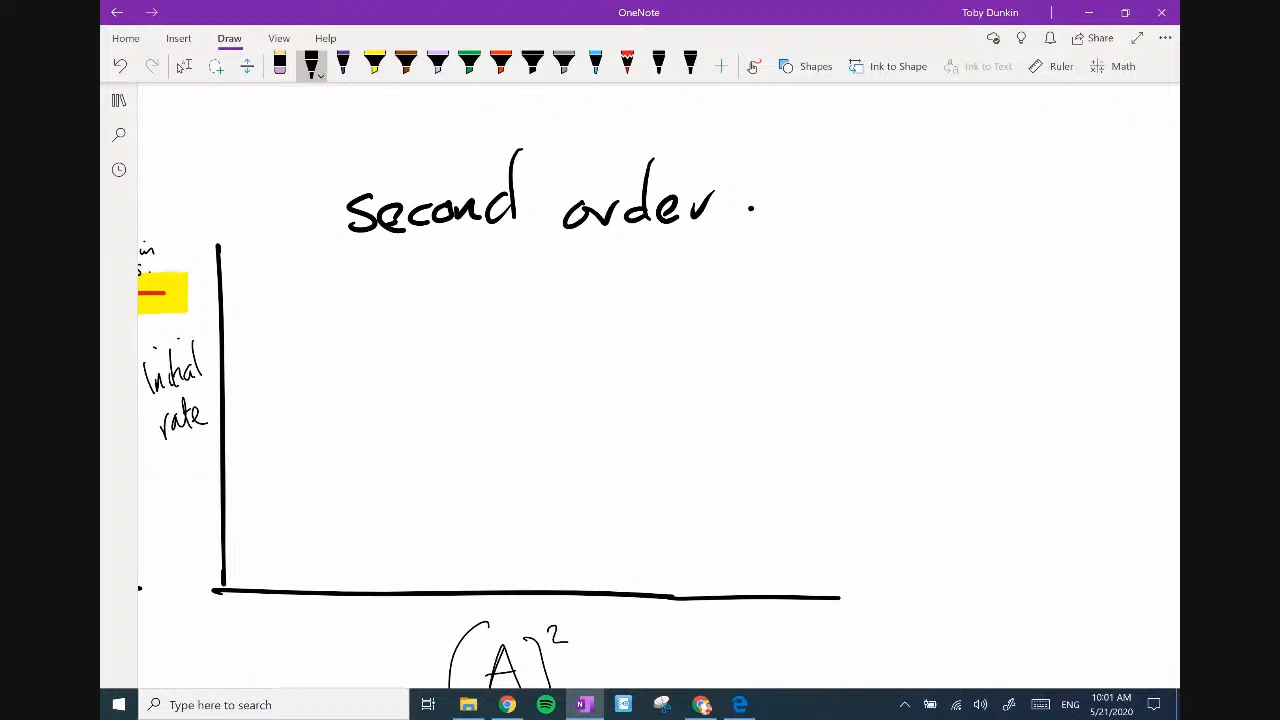 OneNote
Toby Dunkin
Home Insert Draw View Help
Share
Shapes Ink to Shape Ink to Text Ruler Math
second order .
in
s.
Initial
rate
(A)²
Type here to search
ENG
10:01 AM
5/21/2020